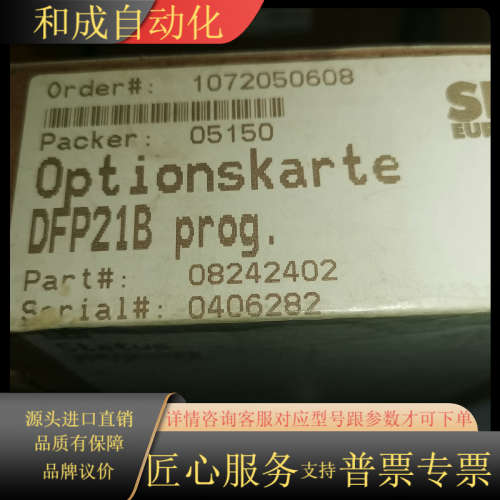 和成自动化
Order#: 1072050608
Packer: 05150
Optionskarte
DFP21B prog.
Part#: 08242402
Serial#: 0406282
源头进口直销
品质有保障
品牌议价
详情咨询客服对应型号跟参数才可下单
匠心服务 支持 普票专票